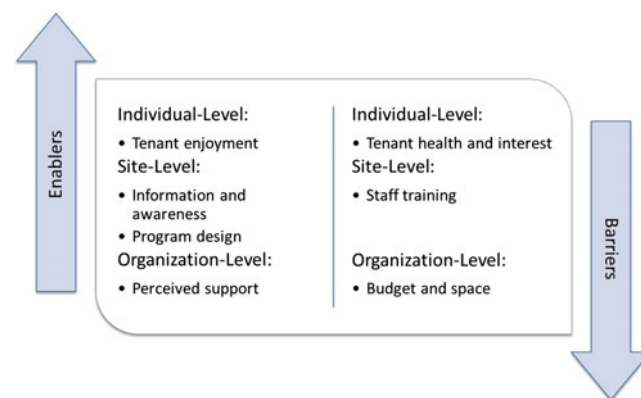 Enablers
Individual-Level:
• Tenant enjoyment
Site-Level:
• Information and
awareness
• Program design
Organization-Level:
• Perceived support
Individual-Level:
• Tenant health and interest
Site-Level:
• Staff training
Organization-Level:
• Budget and space
Barriers